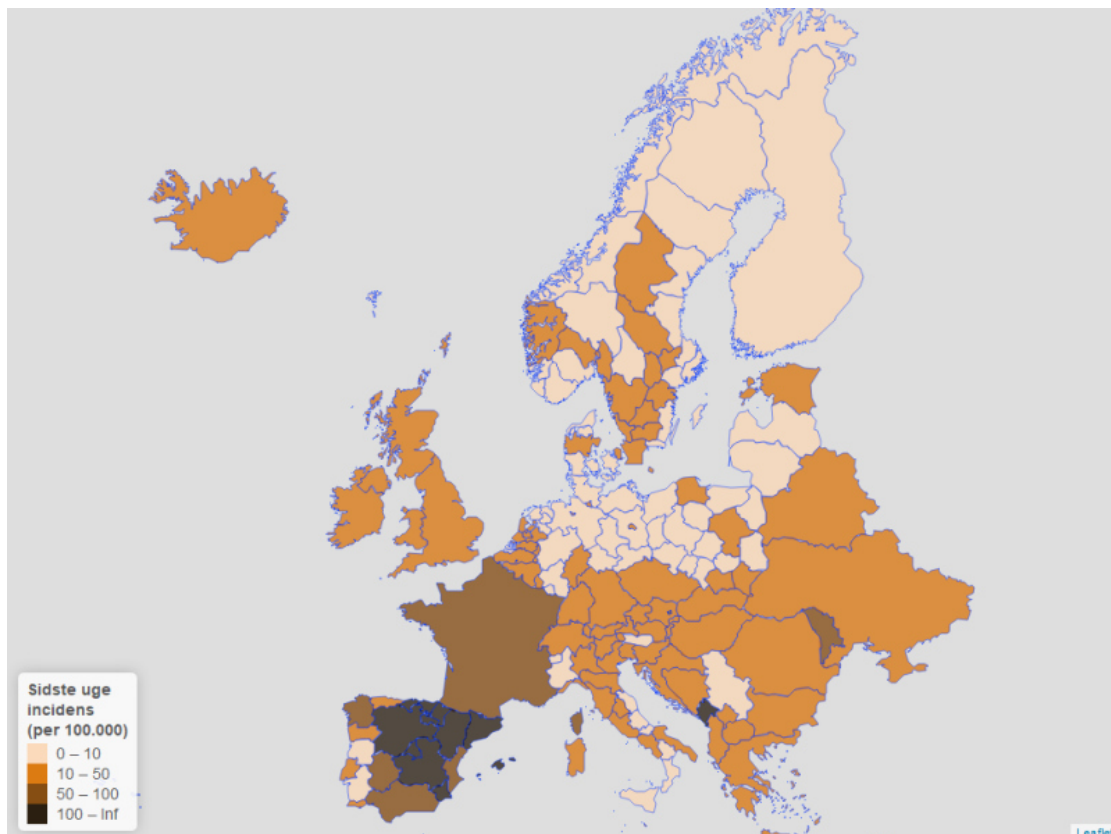 Sidste uge
incidens
(per 100.000)
0 – 10
10 – 50
50 – 100
100 – Inf